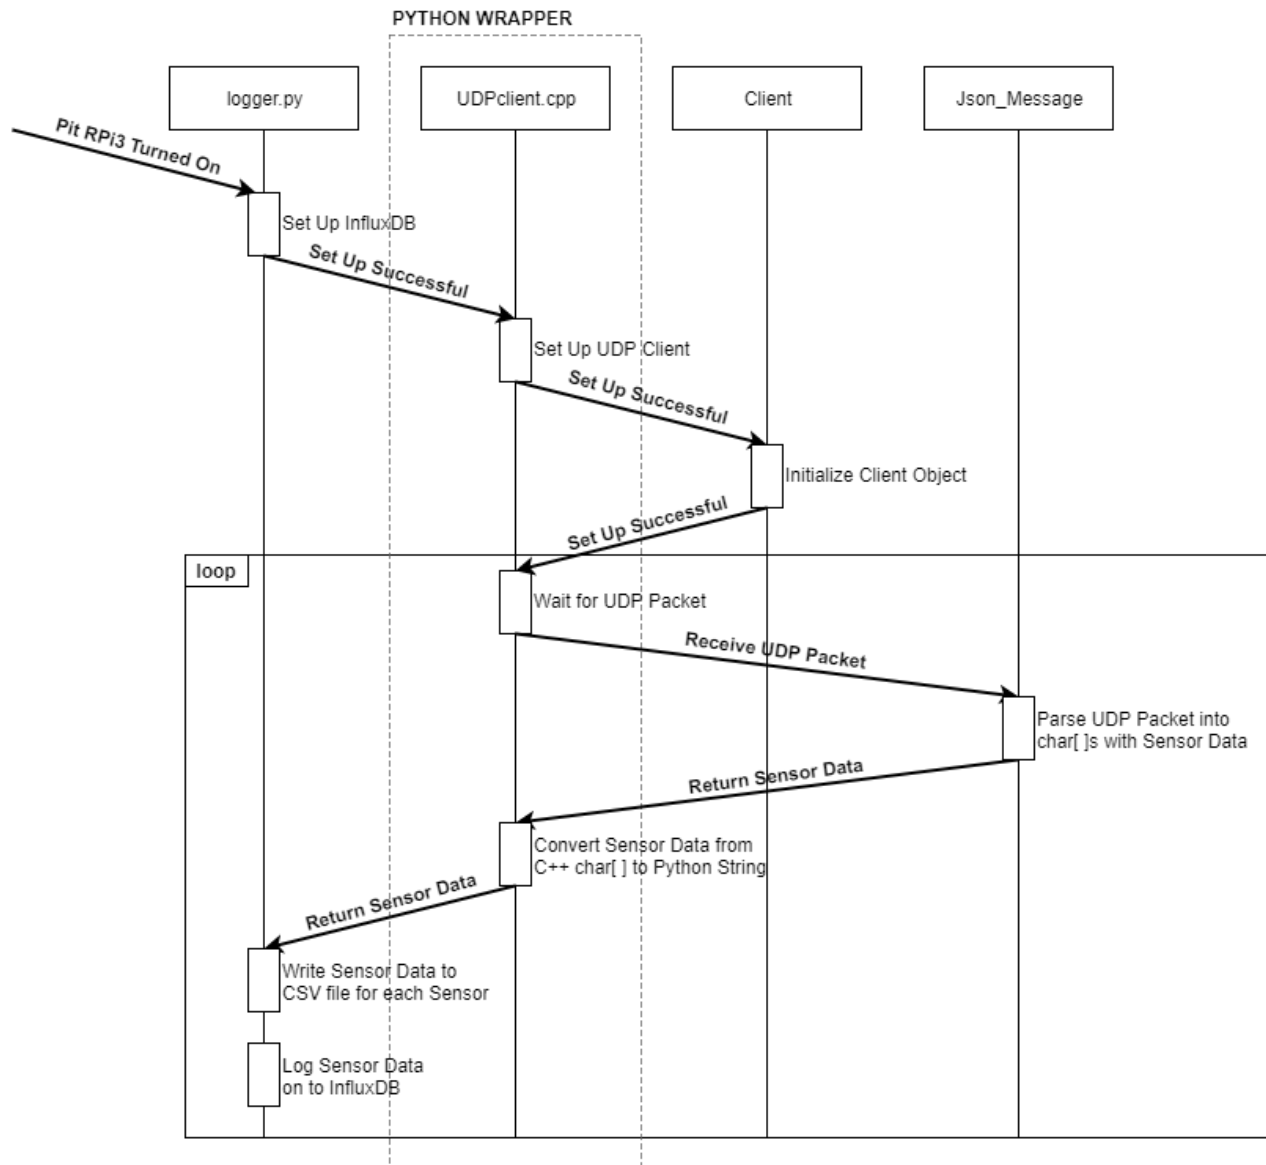 PYTHON WRAPPER
logger.py
UDPclient.cpp
Client
Json_Message
Pit RPi3 Turned On
Set Up InfluxDB
Set Up Successful
Set Up UDP Client
Set Up Successful
Initialize Client Object
Set Up Successful
loop
Wait for UDP Packet
Receive UDP Packet
Parse UDP Packet into
char[ ]s with Sensor Data
Return Sensor Data
Convert Sensor Data from
C++ char[ ] to Python String
Return Sensor Data
Write Sensor Data to
CSV file for each Sensor
Log Sensor Data
on to InfluxDB